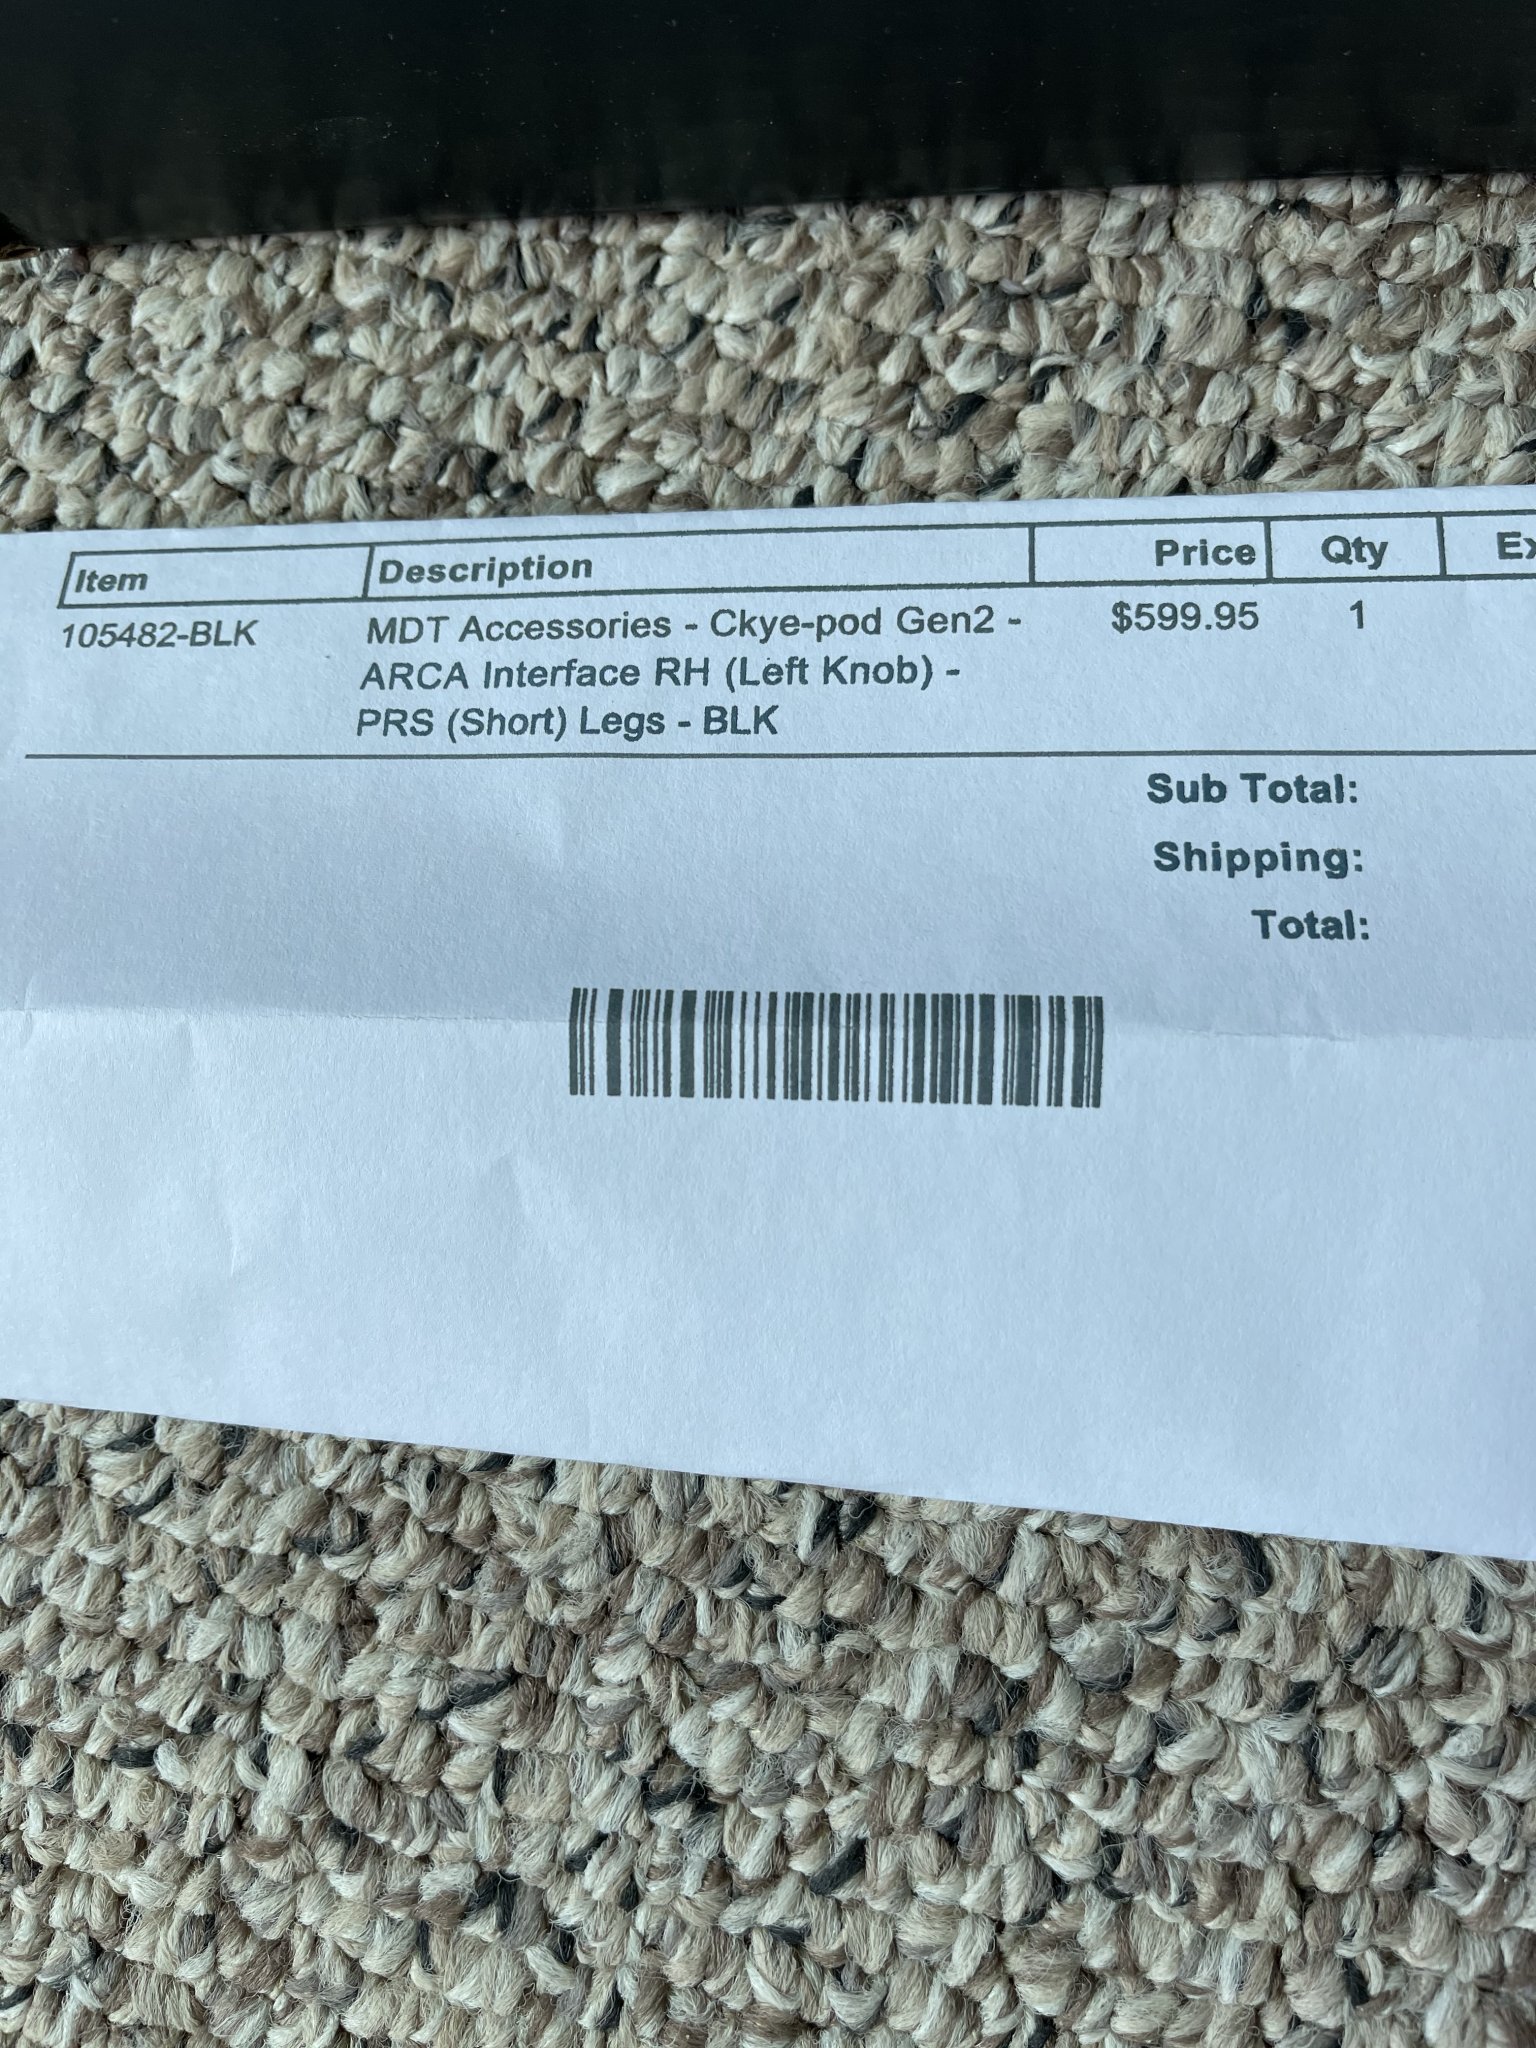 Item Description Price Qty
105482-BLK MDT Accessories - Ckye-pod Gen2 - $599.95 1
ARCA Interface RH (Left Knob) -
PRS (Short) Legs - BLK
Sub Total:
Shipping:
Total: